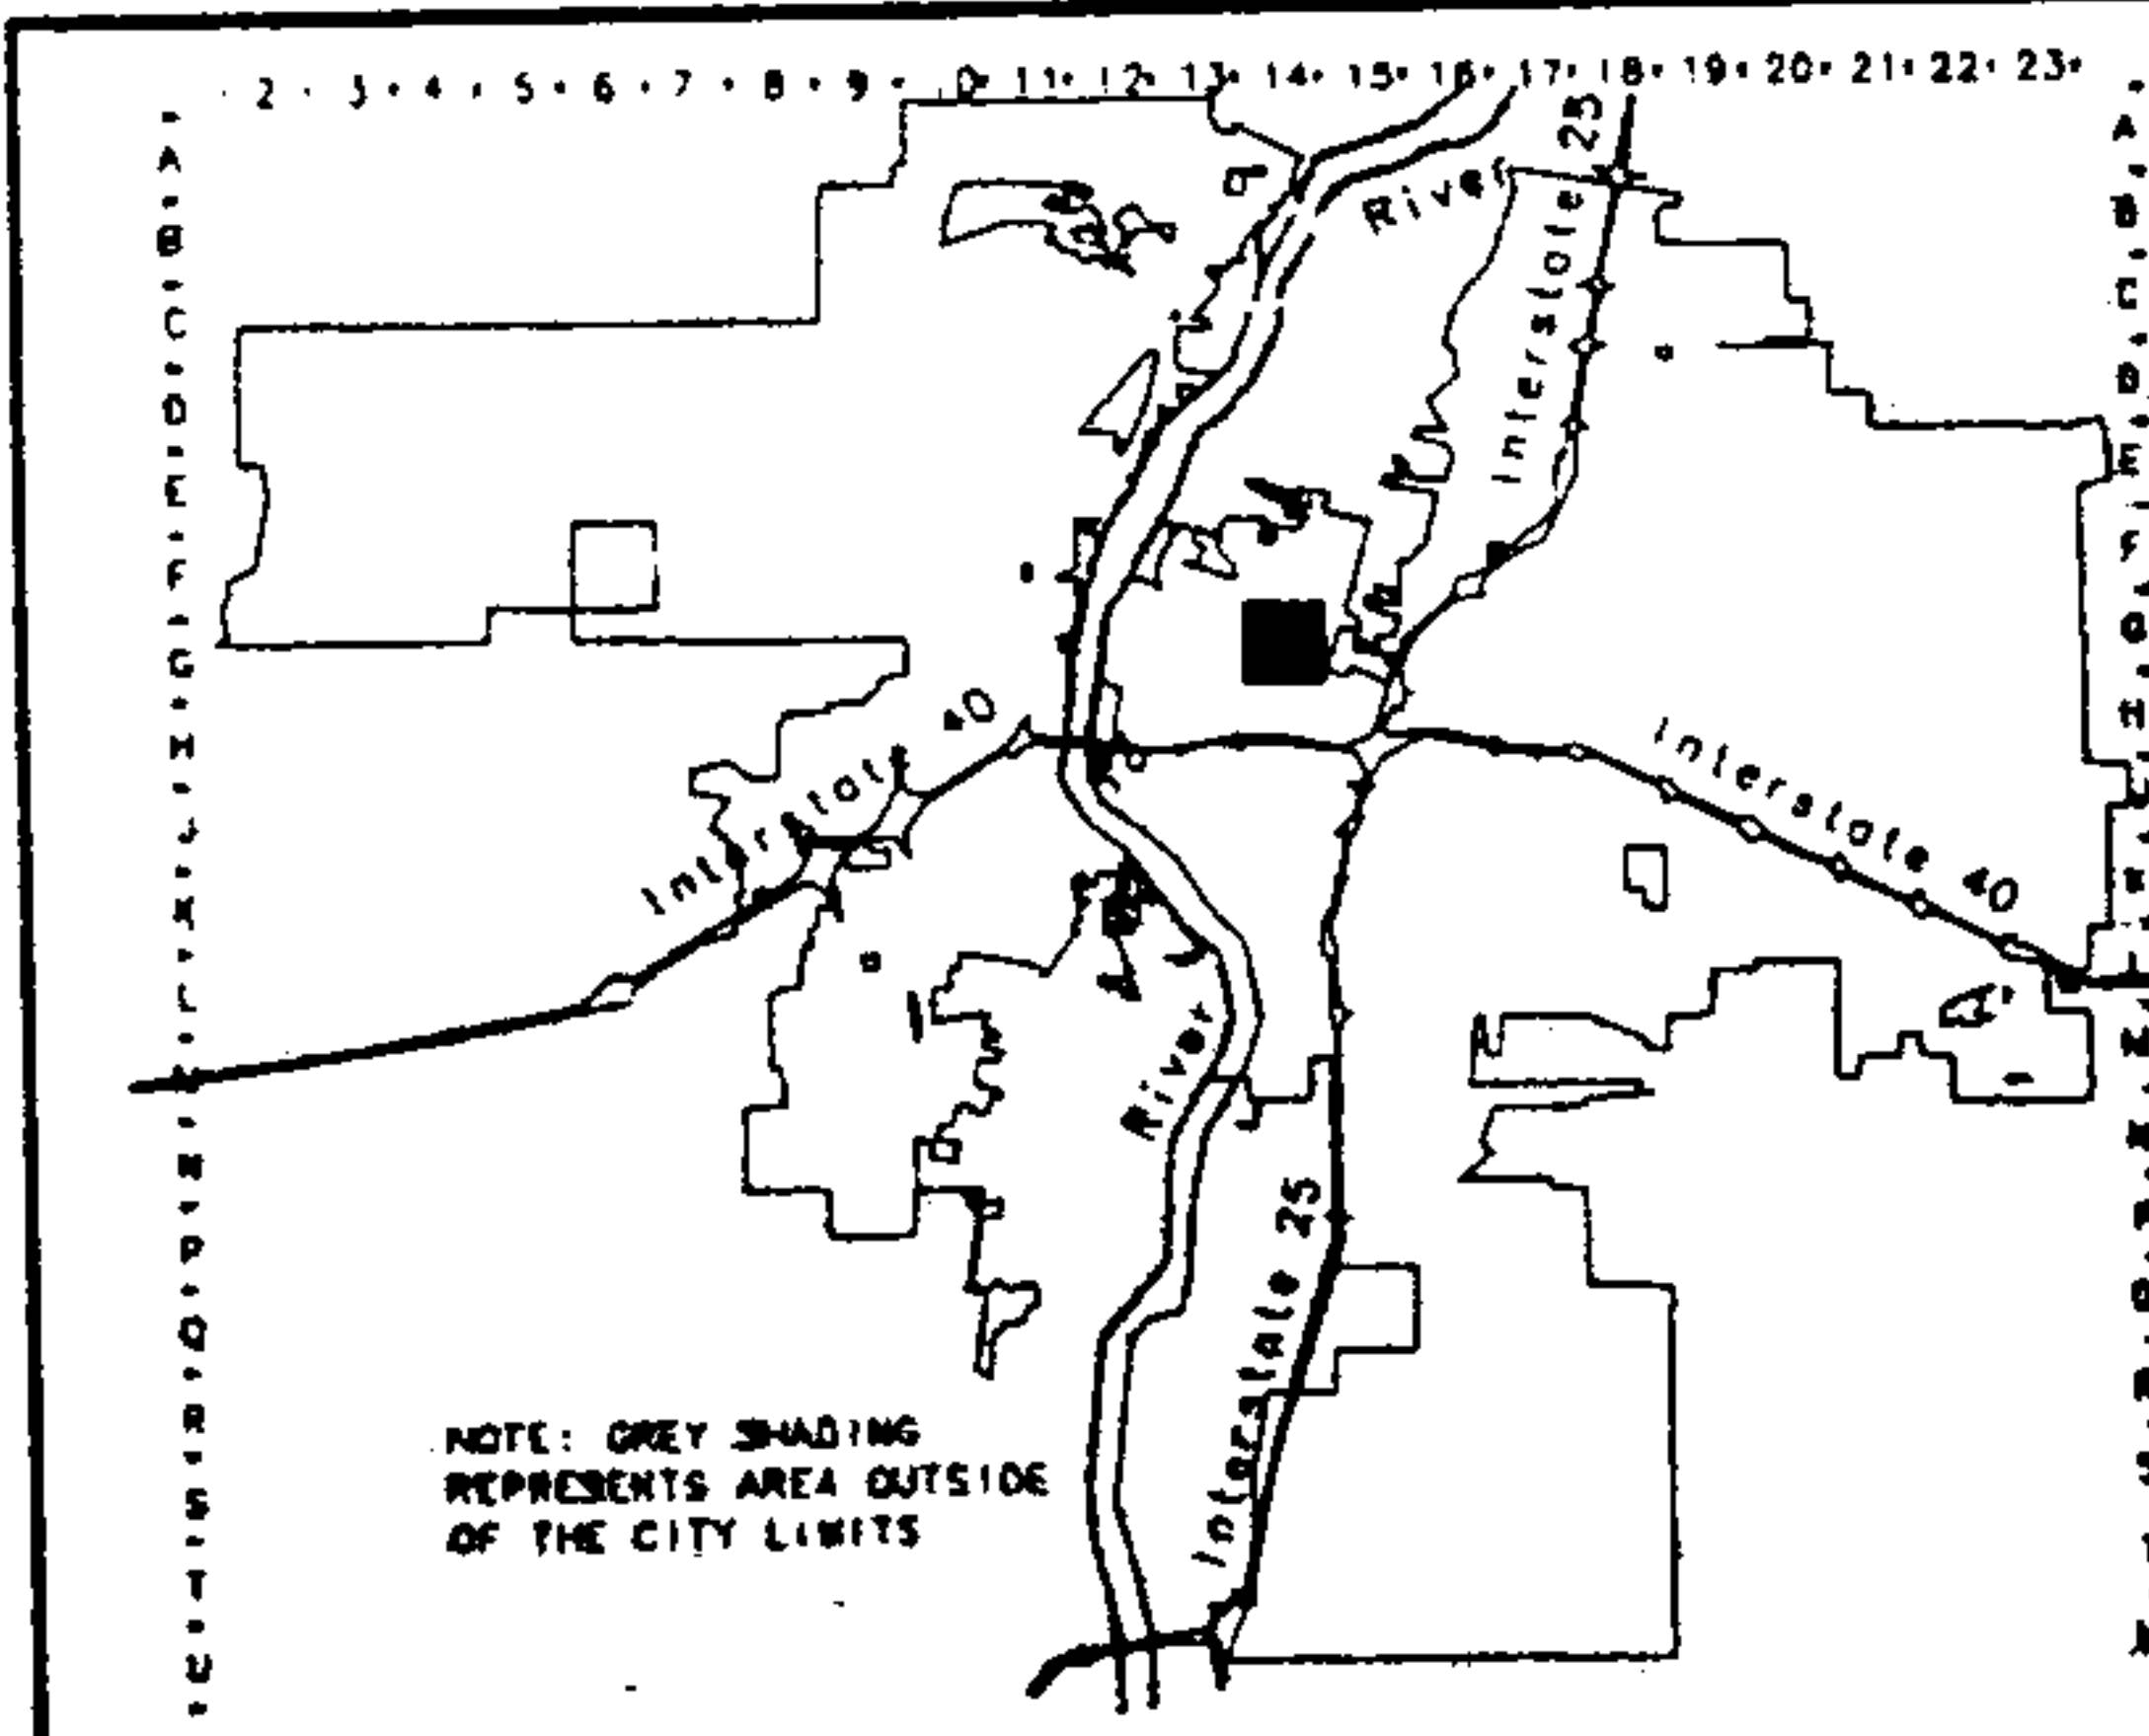 2 · 3 · 4 · 5 · 6 · 7 · 8 · 9 · 10 · 11 · 12 · 13 · 14 · 15 · 16 · 17 · 18 · 19 · 20 · 21 · 22 · 23 ·
A
B
C
D
E
F
G
H
J
K
L
M
N
P
Q
R
S
T
U
River
Interstate 25
Interstate 40
Interstate 40
River
Interstate 25
A
B
C
D
E
F
G
H
NOTE: GREY SHADING
REPRESENTS AREA OUTSIDE
OF THE CITY LIMITS